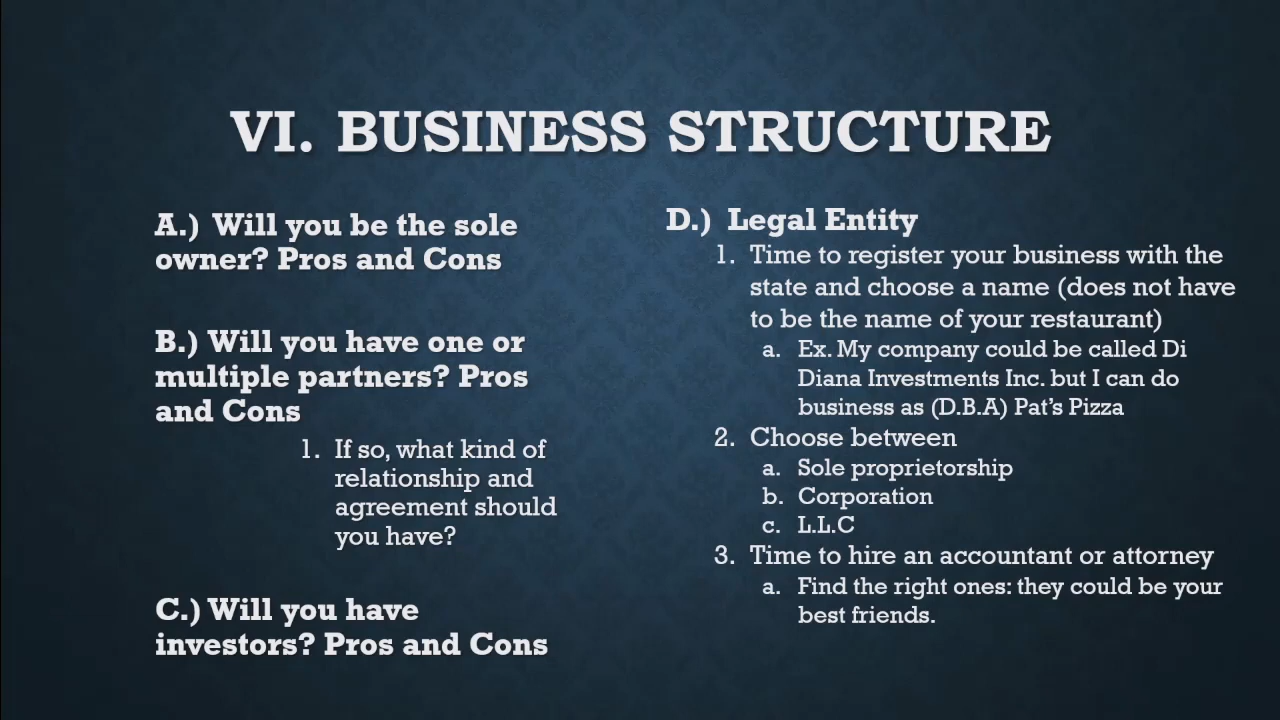 VI. BUSINESS STRUCTURE
A.) Will you be the sole
owner? Pros and Cons
B.) Will you have one or
multiple partners? Pros
and Cons
1. If so, what kind of
relationship and
agreement should
you have?
C.) Will you have
investors? Pros and Cons
D.) Legal Entity
1. Time to register your business with the
state and choose a name (does not have
to be the name of your restaurant)
a. Ex. My company could be called Di
Diana Investments Inc. but I can do
business as (D.B.A) Pat's Pizza
2. Choose between
a. Sole proprietorship
b. Corporation
c. L.L.C
3. Time to hire an accountant or attorney
a. Find the right ones: they could be your
best friends.